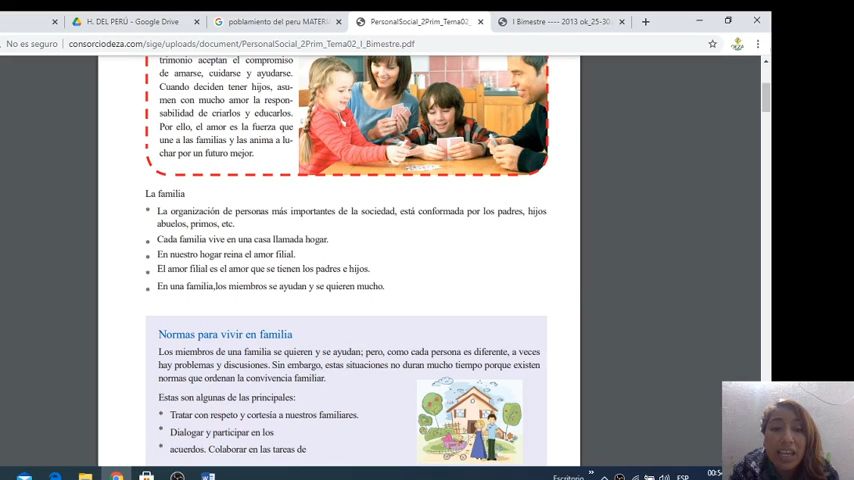 H. DEL PERÚ - Google Drive
poblamiento del peru MATERIA
PersonalSocial_2Prim_Tema02_I
I Bimestre ---- 2013 ok_25-30.
No es seguro
consorciodeza.com/sige/uploads/document/PersonalSocial_2Prim_Tema02_I_Bimestre.pdf
trimonio aceptan el compromiso
de amarse, cuidarse y ayudarse.
Cuando deciden tener hijos, asu-
men con mucho amor la respon-
sabilidad de criarlos y educarlos.
Por ello, el amor es la fuerza que
une a las familias y las anima a lu-
char por un futuro mejor.
La familia
* La organización de personas más importantes de la sociedad, está conformada por los padres, hijos
abuelos, primos, etc.
* Cada familia vive en una casa llamada hogar.
* En nuestro hogar reina el amor filial.
* El amor filial es el amor que se tienen los padres e hijos.
* En una familia,los miembros se ayudan y se quieren mucho.
Normas para vivir en familia
Los miembros de una familia se quieren y se ayudan; pero, como cada persona es diferente, a veces
hay problemas y discusiones. Sin embargo, estas situaciones no duran mucho tiempo porque existen
normas que ordenan la convivencia familiar.
Estas son algunas de las principales:
* Tratar con respeto y cortesía a nuestros familiares.
* Dialogar y participar en los
* acuerdos. Colaborar en las tareas de
Escritorio
ESP